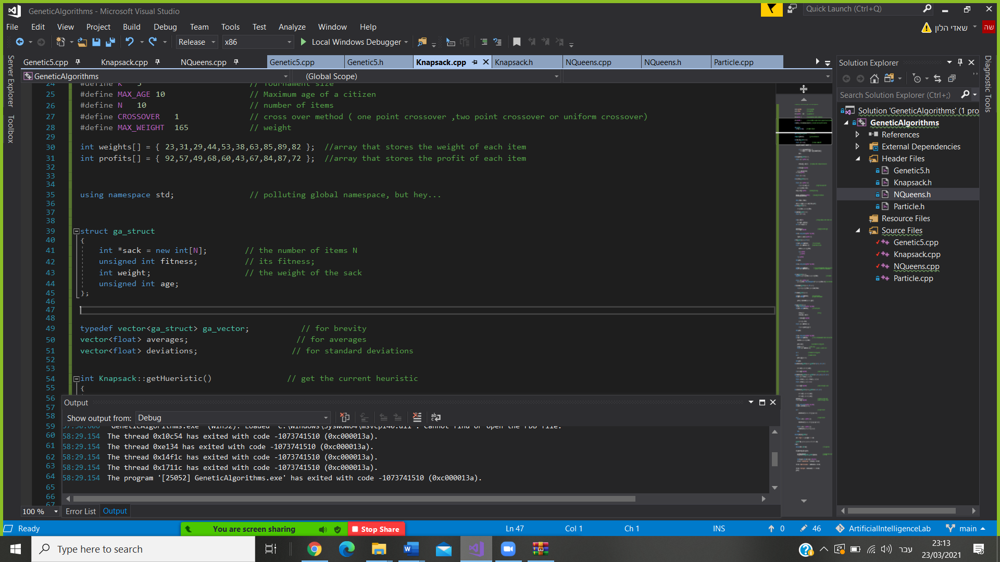 GeneticAlgorithms - Microsoft Visual Studio
Quick Launch (Ctrl+Q)
File Edit View Project Build Debug Team Tools Test Analyze Window Help
שאדי הלון שה
Release x86 Local Windows Debugger
Server Explorer
Toolbox
Genetic5.cpp Knapsack.cpp NQueens.cpp Genetic5.cpp Genetic5.h Knapsack.cpp Knapsack.h NQueens.cpp NQueens.h Particle.cpp
GeneticAlgorithms (Global Scope)
24 #define K 5 // Tournament size
25 #define MAX_AGE 10 // Maximum age of a citizen
26 #define N 10 // number of items
27 #define CROSSOVER 1 // cross over method ( one point crossover ,two point crossover or uniform crossover)
28 #define MAX_WEIGHT 165 // weight
29
30 int weights[] = { 23,31,29,44,53,38,63,85,89,82 }; //array that stores the weight of each item
31 int profits[] = { 92,57,49,68,60,43,67,84,87,72 }; //array that stores the profit of each item
32
33
34
35 using namespace std; // polluting global namespace, but hey...
36
37
38
39 struct ga_struct
40 {
41 int *sack = new int[N]; // the number of items N
42 unsigned int fitness; // its fitness;
43 int weight; // the weight of the sack
44 unsigned int age;
45 };
46
47
48
49 typedef vector<ga_struct> ga_vector; // for brevity
50 vector<float> averages; // for averages
51 vector<float> deviations; // for standard deviations
52
53
54 int Knapsack::getHueristic() // get the current heuristic
55 {
56
57
58
59
60
61
62
63
64
65
66
67
Output
Show output from: Debug
'GeneticAlgorithms.exe' (Win32): Loaded 'C:\Windows\SysWOW64\msvcp140.dll'. Cannot find or open the PDB file.
58:29.154 The thread 0x10c54 has exited with code -1073741510 (0xc000013a).
58:29.154 The thread 0xe134 has exited with code -1073741510 (0xc000013a).
58:29.154 The thread 0x14f1c has exited with code -1073741510 (0xc000013a).
58:29.154 The thread 0x1711c has exited with code -1073741510 (0xc000013a).
58:29.154 The program '[25052] GeneticAlgorithms.exe' has exited with code -1073741510 (0xc000013a).
100 % Error List Output
Solution Explorer
Search Solution Explorer (Ctrl+;)
Solution 'GeneticAlgorithms' (1 pro
GeneticAlgorithms
References
External Dependencies
Header Files
Genetic5.h
Knapsack.h
NQueens.h
Particle.h
Resource Files
Source Files
Genetic5.cpp
Knapsack.cpp
NQueens.cpp
Particle.cpp
Diagnostic Tools
Ready You are screen sharing Stop Share Ln 47 Col 1 Ch 1 INS 0 46 ArtificialIntelligenceLab main
Type here to search
עבר
23:13
23/03/2021